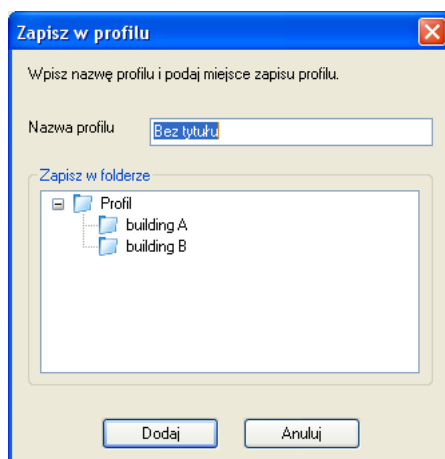 Zapisz w profilu
Wpisz nazwę profilu i podaj miejsce zapisu profilu.
Nazwa profilu Bez tytułu
Zapisz w folderze
Profil
building A
building B
Dodaj Anuluj